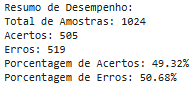 Resumo de Desempenho:
Total de Amostras: 1024
Acertos: 505
Erros: 519
Porcentagem de Acertos: 49.32%
Porcentagem de Erros: 50.68%